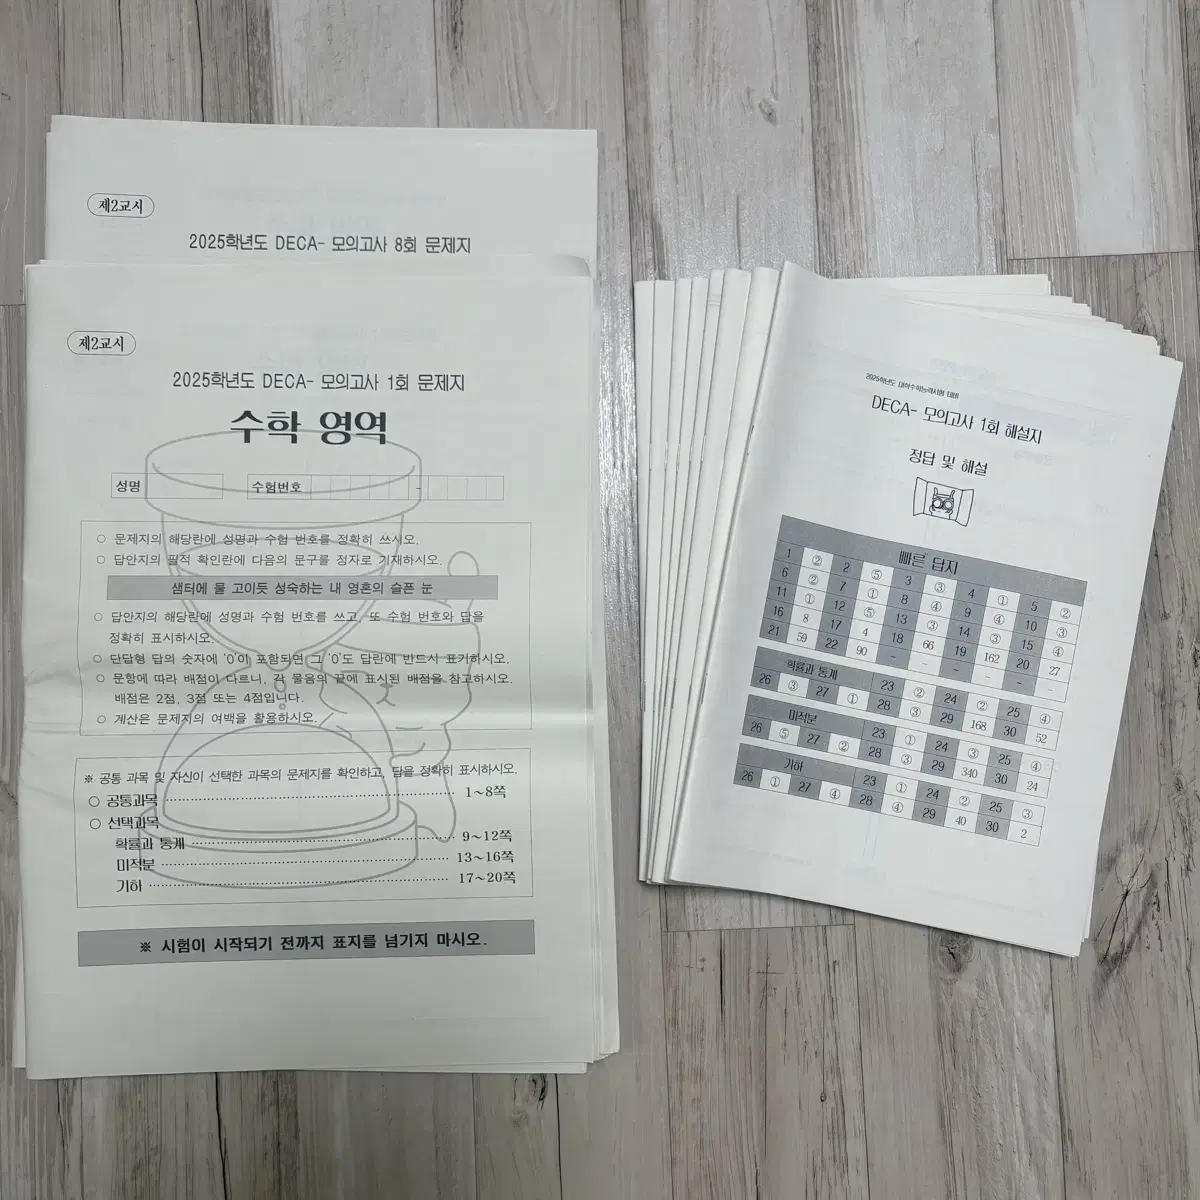 제2교시
2025학년도 DECA- 모의고사 8회 문제지
제2교시
2025학년도 DECA- 모의고사 1회 문제지
수학 영역
성명
수험번호 -
○ 문제지의 해당란에 성명과 수험 번호를 정확히 쓰시오.
○ 답안지의 필적 확인란에 다음의 문구를 정자로 기재하시오.
샘터에 물 고이듯 성숙하는 내 영혼의 슬픈 눈
○ 답안지의 해당란에 성명과 수험 번호를 쓰고, 또 수험 번호와 답을
정확히 표시하시오.
○ 단답형 답의 숫자에 '0'이 포함되면 그 '0'도 답란에 반드시 표기하시오.
○ 문항에 따라 배점이 다르니, 각 물음의 끝에 표시된 배점을 참고하시오.
배점은 2점, 3점 또는 4점입니다.
○ 계산은 문제지의 여백을 활용하시오.
※ 공통 과목 및 자신이 선택한 과목의 문제지를 확인하고, 답을 정확히 표시하시오.
○ 공통과목 1~8쪽
○ 선택과목
확률과 통계 9~12쪽
미적분 13~16쪽
기하 17~20쪽
※ 시험이 시작되기 전까지 표지를 넘기지 마시오.
2025학년도 대학수학능력시험 대비
DECA- 모의고사 1회 해설지
정답 및 해설
빠른 답지
1 ② 2 ⑤ 3 ③ 4 ① 5 ②
6 ② 7 ① 8 ④ 9 ④ 10 ③
11 ① 12 ⑤ 13 ③ 14 ③ 15 ④
16 8 17 4 18 66 19 162 20 27
21 59 22 90 - - - - - -
확률과 통계 23 ② 24 ② 25 ④
26 ③ 27 ① 28 ③ 29 168 30 52
미적분 23 ① 24 ③ 25 ④
26 ⑤ 27 ② 28 ③ 29 340 30 24
기하 23 ① 24 ② 25 ③
26 ① 27 ④ 28 ④ 29 40 30 2